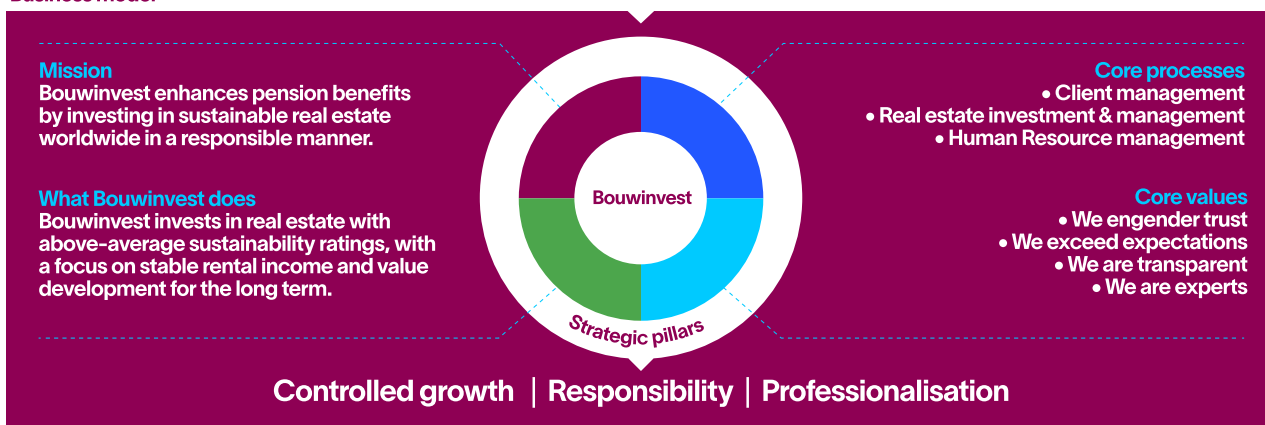 Business model
Mission
Bouwinvest enhances pension benefits
by investing in sustainable real estate
worldwide in a responsible manner.
What Bouwinvest does
Bouwinvest invests in real estate with
above-average sustainability ratings, with
a focus on stable rental income and value
development for the long term.
Bouwinvest
Strategic pillars
Core processes
• Client management
• Real estate investment & management
• Human Resource management
Core values
• We engender trust
• We exceed expectations
• We are transparent
• We are experts
Controlled growth | Responsibility | Professionalisation